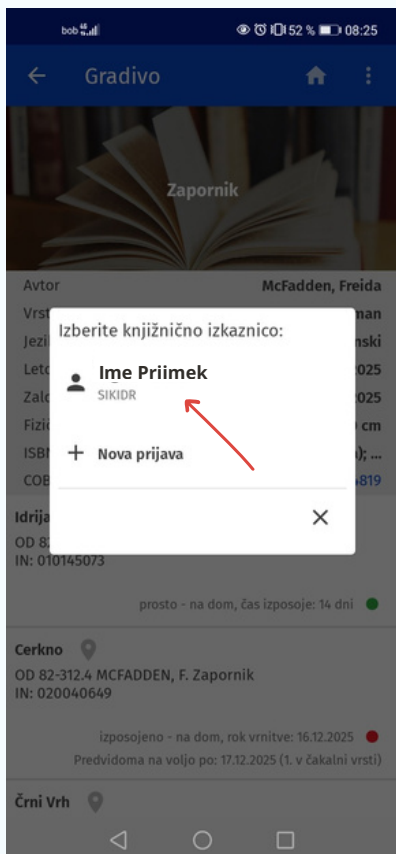 bob 52 % 08:25
Gradivo
Zapornik
Avtor McFadden, Freida
Vrst man
Jezi nski
Leto 025
Zalo 025
Fizič cm
ISBN ); ...
COB 4819
Izberite knjižnično izkaznico:
Ime Priimek
SIKIDR
Nova prijava
Idrija
OD 82
IN: 010145073
prosto - na dom, čas izposoje: 14 dni
Cerkno
OD 82-312.4 MCFADDEN, F. Zapornik
IN: 020040649
izposojeno - na dom, rok vrnitve: 16.12.2025
Predvidoma na voljo po: 17.12.2025 (1. v čakalni vrsti)
Črni Vrh